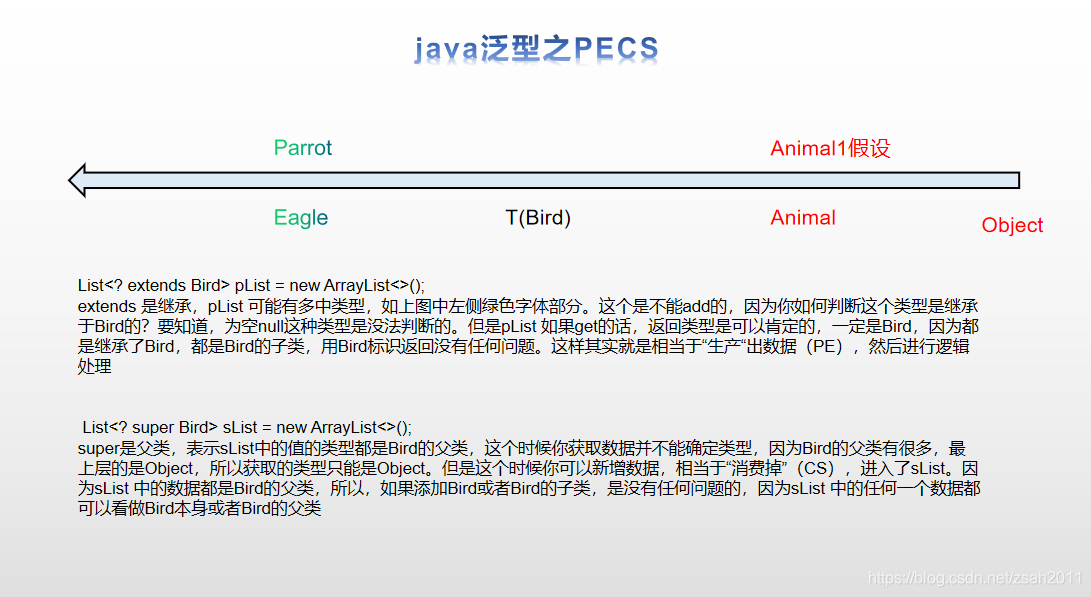 java泛型之PECS
Parrot
Animal1假设
Eagle
T(Bird)
Animal
Object
List<? extends Bird> pList = new ArrayList<>();
extends 是继承，pList 可能有多中类型，如上图中左侧绿色字体部分。这个是不能add的，因为你如何判断这个类型是继承
于Bird的？要知道，为空null这种类型是没法判断的。但是pList 如果get的话，返回类型是可以肯定的，一定是Bird，因为都
是继承了Bird，都是Bird的子类，用Bird标识返回没有任何问题。这样其实就是相当于“生产“出数据（PE），然后进行逻辑
处理
List<? super Bird> sList = new ArrayList<>();
super是父类，表示sList中的值的类型都是Bird的父类，这个时候你获取数据并不能确定类型，因为Bird的父类有很多，最
上层的是Object，所以获取的类型只能是Object。但是这个时候你可以新增数据，相当于“消费掉”（CS），进入了sList。因
为sList 中的数据都是Bird的父类，所以，如果添加Bird或者Bird的子类，是没有任何问题的，因为sList 中的任何一个数据都
可以看做Bird本身或者Bird的父类
https://blog.csdn.net/zsah2011